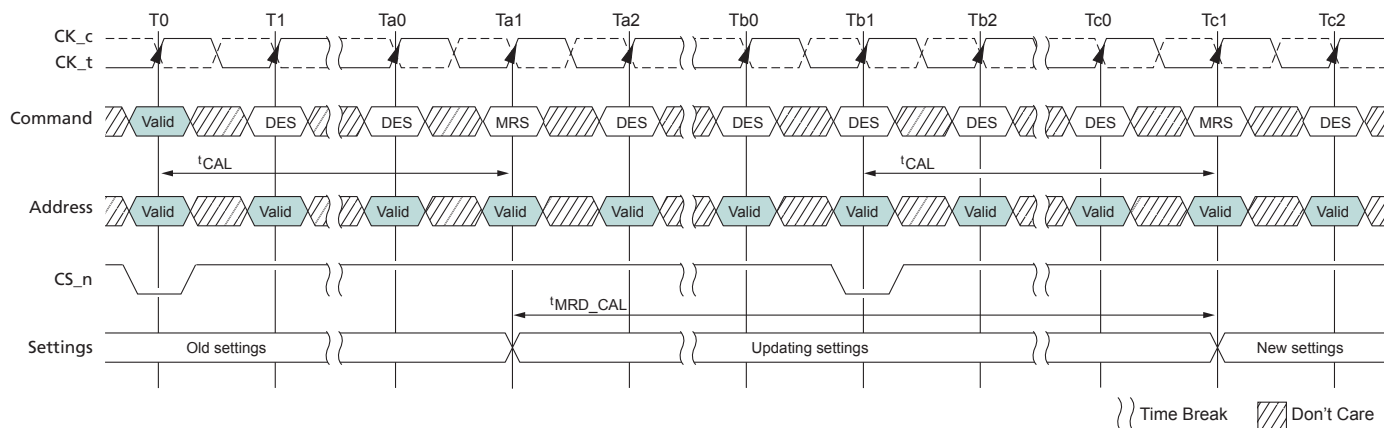 T0 T1 Ta0 Ta1 Ta2 Tb0 Tb1 Tb2 Tc0 Tc1 Tc2
CK_c
CK_t
Command Valid DES DES MRS DES DES DES DES DES MRS DES
tCAL tCAL
Address Valid Valid Valid Valid Valid Valid Valid Valid Valid Valid Valid
CS_n
tMRD_CAL
Settings Old settings Updating settings New settings
Time Break Don't Care